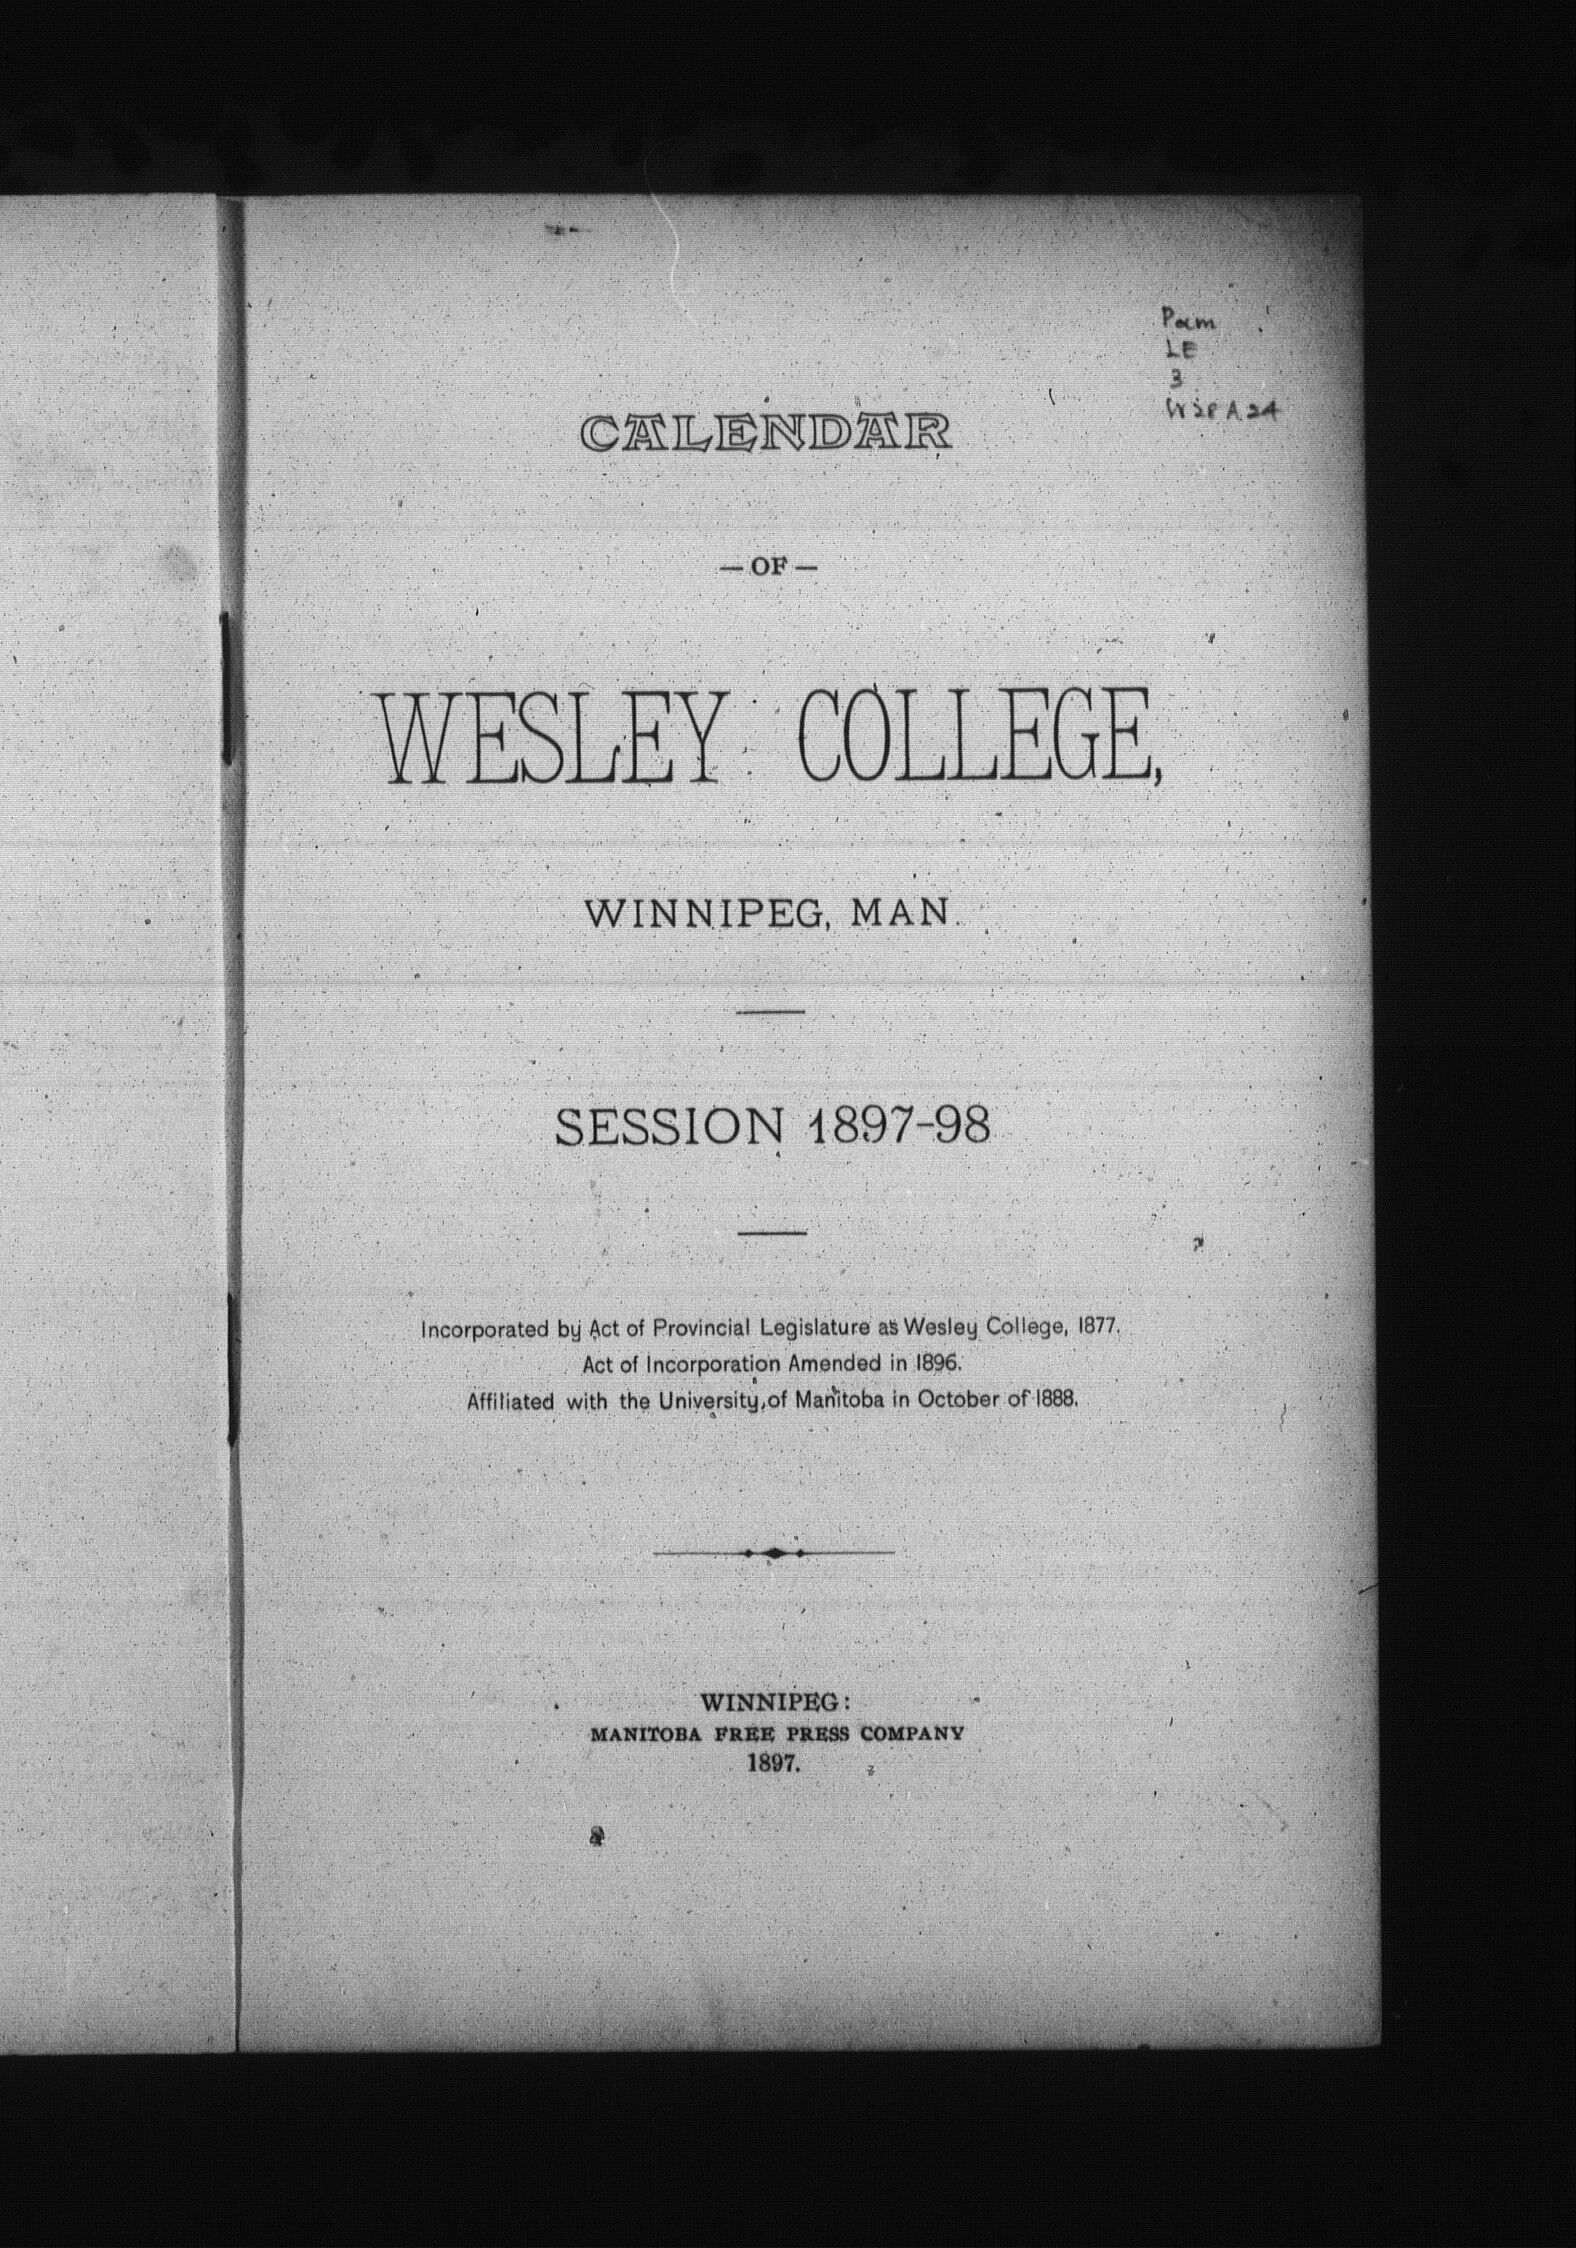 Pam
LE
3
CALENDAR
— OF —
WESLEY COLLEGE,
WINNIPEG, MAN.
SESSION 1897-98
Incorporated by Act of Provincial Legislature as Wesley College, 1877.
Act of Incorporation Amended in 1896.
Affiliated with the University of Manitoba in October of 1888.
WINNIPEG:
MANITOBA FREE PRESS COMPANY
1897.